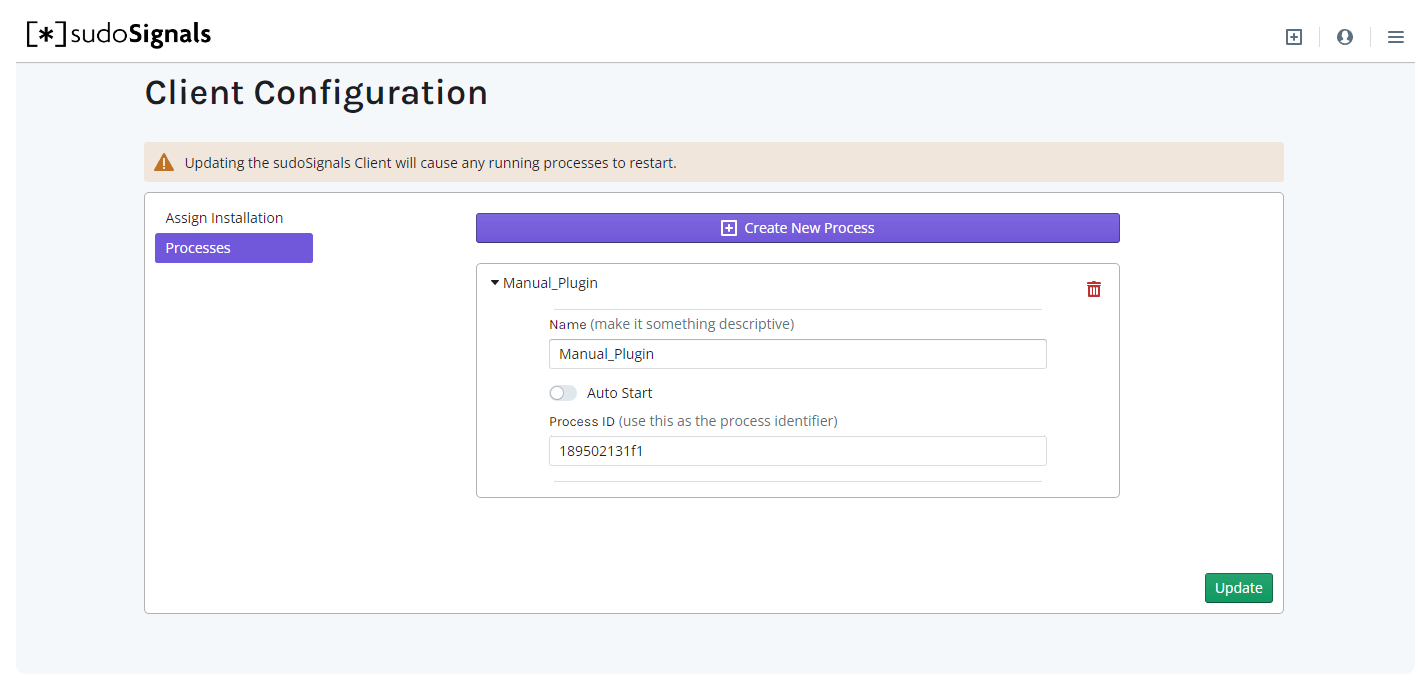 [*]sudoSignals
Client Configuration
Updating the sudoSignals Client will cause any running processes to restart.
Assign Installation
Processes
Create New Process
Manual_Plugin
Name (make it something descriptive)
Manual_Plugin
Auto Start
Process ID (use this as the process identifier)
189502131f1
Update